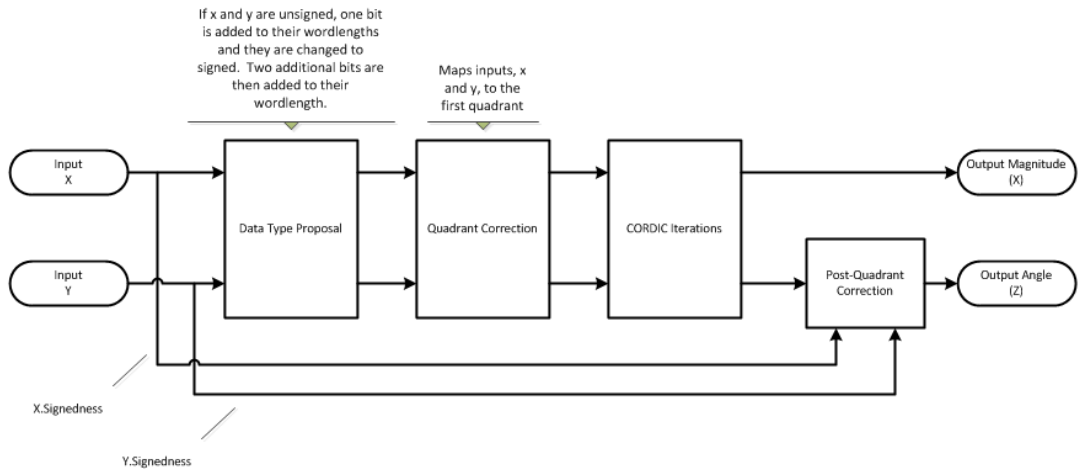 If x and y are unsigned, one bit
is added to their wordlengths
and they are changed to
signed.  Two additional bits are
then added to their
wordlength.
Maps inputs, x
and y, to the
first quadrant
Input
X
Data Type Proposal
Quadrant Correction
CORDIC Iterations
Output Magnitude
(X)
Input
Y
Post-Quadrant
Correction
Output Angle
(Z)
X.Signedness
Y.Signedness